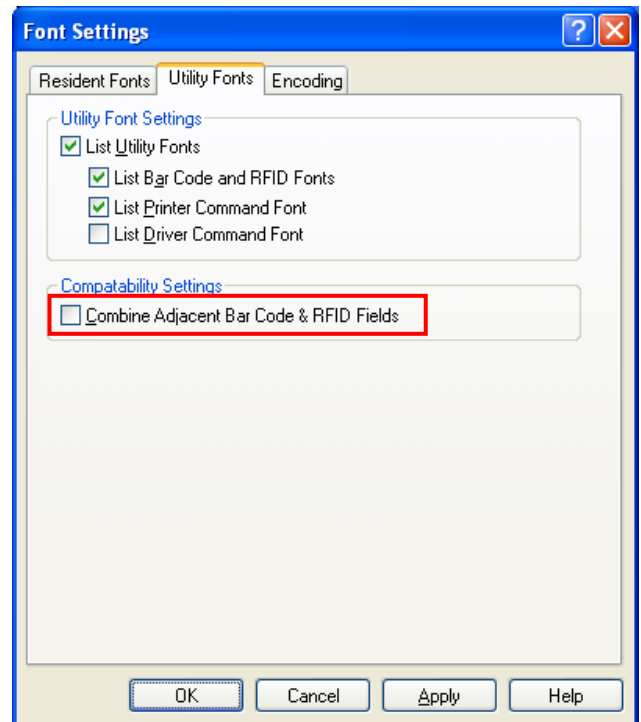 Font Settings
Resident Fonts Utility Fonts Encoding
Utility Font Settings
List Utility Fonts
List Bar Code and RFID Fonts
List Printer Command Font
List Driver Command Font
Compatability Settings
Combine Adjacent Bar Code & RFID Fields
OK Cancel Apply Help